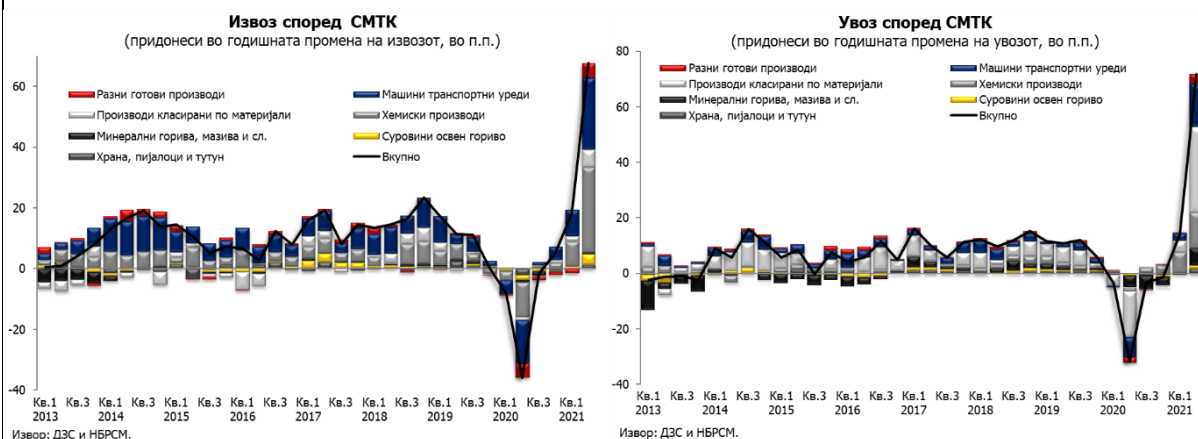 Извоз според СМТК
(придонеси во годишната промена на извозот, во п.п.)
60
40
20
0
-20
-40
Разни готови производи
Машини транспортни уреди
Производи класирани по материјали
Хемиски производи
Минерални горива, мазива и сл.
Суровини освен гориво
Храна, пијалоци и тутун
Вкупно
Кв.1 Кв.3 Кв.1 Кв.3 Кв.1 Кв.3 Кв.1 Кв.3 Кв.1 Кв.3 Кв.1 Кв.3 Кв.1 Кв.3 Кв.1 Кв.3 Кв.1
2013 2014 2015 2016 2017 2018 2019 2020 2021
Извор: ДЗС и НБРСМ.
Увоз според СМТК
(придонеси во годишната промена на увозот, во п.п.)
80
60
40
20
0
-20
-40
Разни готови производи
Машини транспортни уреди
Производи класирани по материјали
Хемиски производи
Минерални горива, мазива и сл.
Суровини освен гориво
Храна, пијалоци и тутун
Вкупно
Кв.1 Кв.3 Кв.1 Кв.3 Кв.1 Кв.3 Кв.1 Кв.3 Кв.1 Кв.3 Кв.1 Кв.3 Кв.1 Кв.3 Кв.1 Кв.3 Кв.1
2013 2014 2015 2016 2017 2018 2019 2020 2021
Извор: ДЗС и НБРСМ.